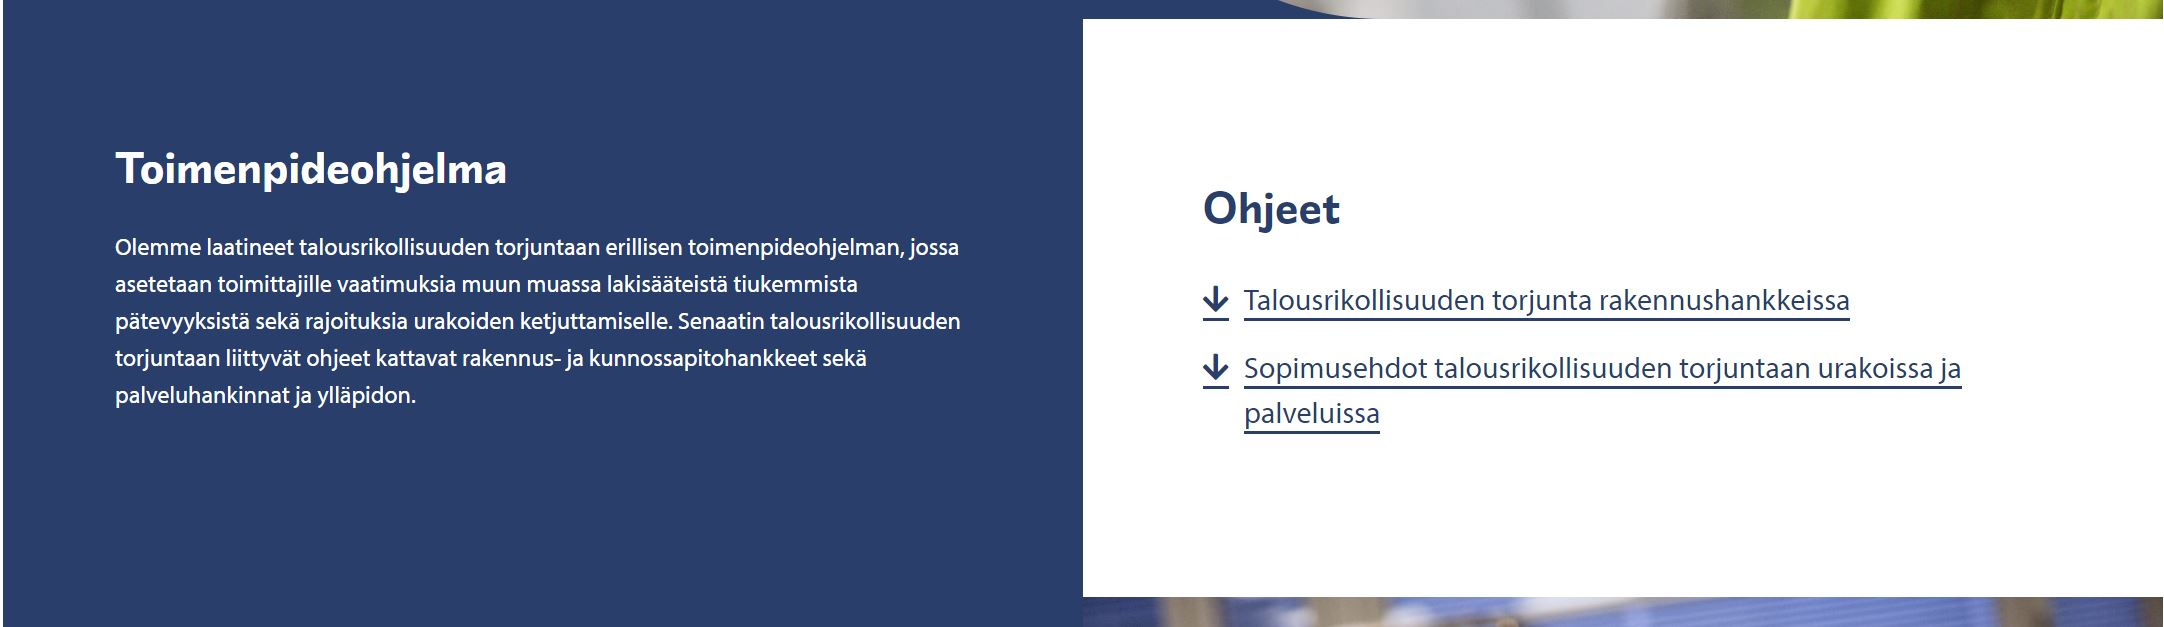 Toimenpideohjelma
Olemme laatineet talousrikollisuuden torjuntaan erillisen toimenpideohjelman, jossa
asetetaan toimittajille vaatimuksia muun muassa lakisääteistä tiukemmista
pätevyyksistä sekä rajoituksia urakoiden ketjuttamiselle. Senaatin talousrikollisuuden
torjuntaan liittyvät ohjeet kattavat rakennus- ja kunnossapitohankkeet sekä
palveluhankinnat ja ylläpidon.
Ohjeet
Talousrikollisuuden torjunta rakennushankkeissa
Sopimusehdot talousrikollisuuden torjuntaan urakoissa ja
palveluissa